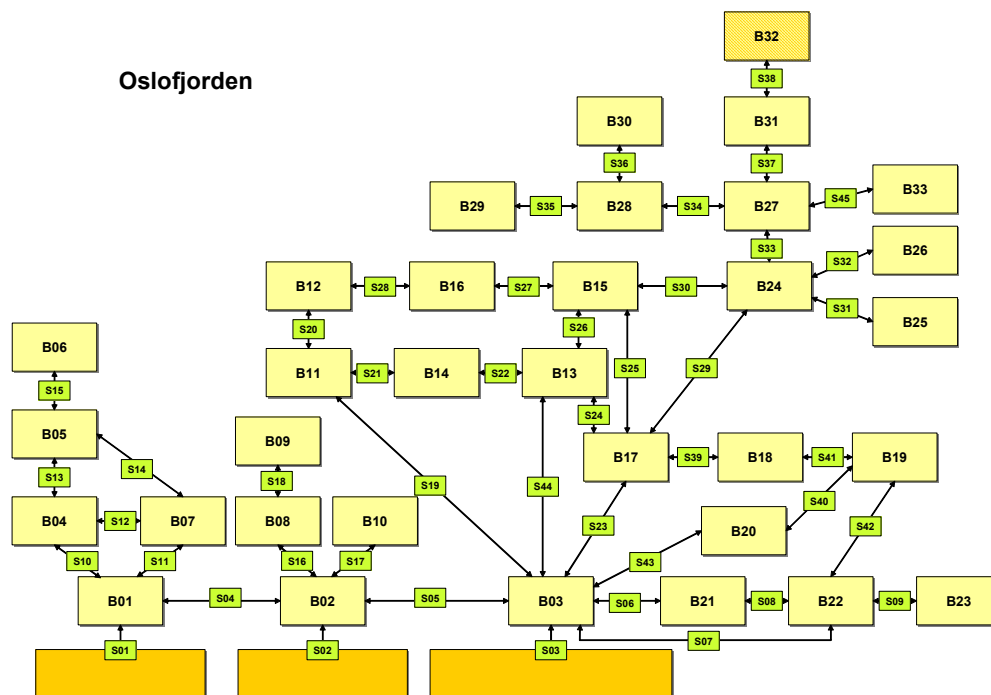 B32
Oslofjorden
S38
B30
B31
S36
S37
B29
S35
B28
S34
B27
S45
B33
S33
S32
B26
B12
S28
B16
S27
B15
S30
B24
S31
B25
S20
S26
B06
B11
S21
B14
S22
B13
S25
S29
S15
S24
B05
B09
B17
S39
B18
S41
B19
S14
S13
S18
S19
S44
S40
B04
S12
B07
B08
B10
S23
B20
S42
S10
S11
S16
S17
S43
B01
S04
B02
S05
B03
S06
B21
S08
B22
S09
B23
S07
S01
S02
S03